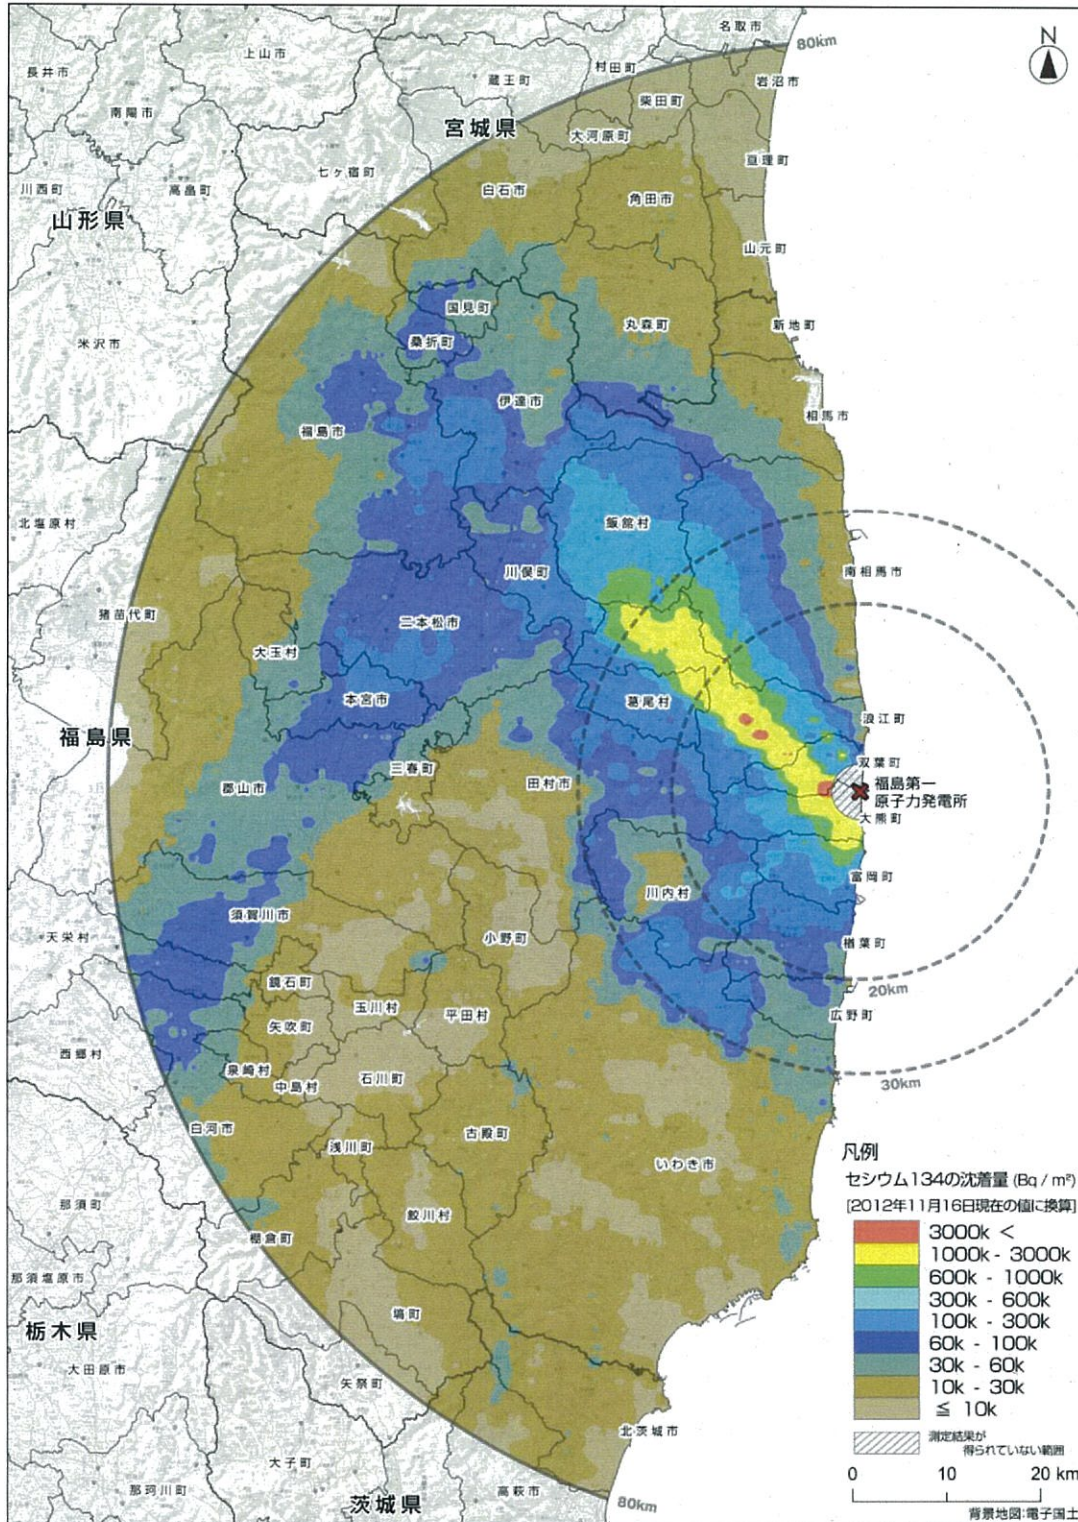 名取市
80km
N
上山市
村田町
長井市
蔵王町
岩沼市
柴田町
南陽市
宮城県
大河原町
亘理町
七ヶ宿町
川西町
高畠町
白石市
角田市
山形県
山元町
国見町
丸森町
新地町
米沢市
桑折町
伊達市
相馬市
福島市
北塩原村
飯舘村
川俣町
南相馬市
猪苗代町
二本松市
大玉村
本宮市
葛尾村
浪江町
福島県
双葉町
三春町
田村市
福島第一
原子力発電所
郡山市
大熊町
富岡町
川内村
須賀川市
天栄村
小野町
楢葉町
鏡石町
20km
玉川村
平田村
広野町
矢吹町
西郷村
泉崎村
中島村
石川町
30km
白河市
古殿町
浅川町
いわき市
凡例
セシウム134の沈着量 (Bq / m²)
[2012年11月16日現在の値に換算]
那須町
鮫川村
棚倉町
3000k <
1000k - 3000k
600k - 1000k
300k - 600k
100k - 300k
60k - 100k
30k - 60k
10k - 30k
≦ 10k
那須塩原市
塙町
栃木県
大田原市
矢祭町
北茨城市
測定結果が
得られていない範囲
大子町
0 10 20 km
那珂川町
茨城県
高萩市
80km
背景地図:電子国土